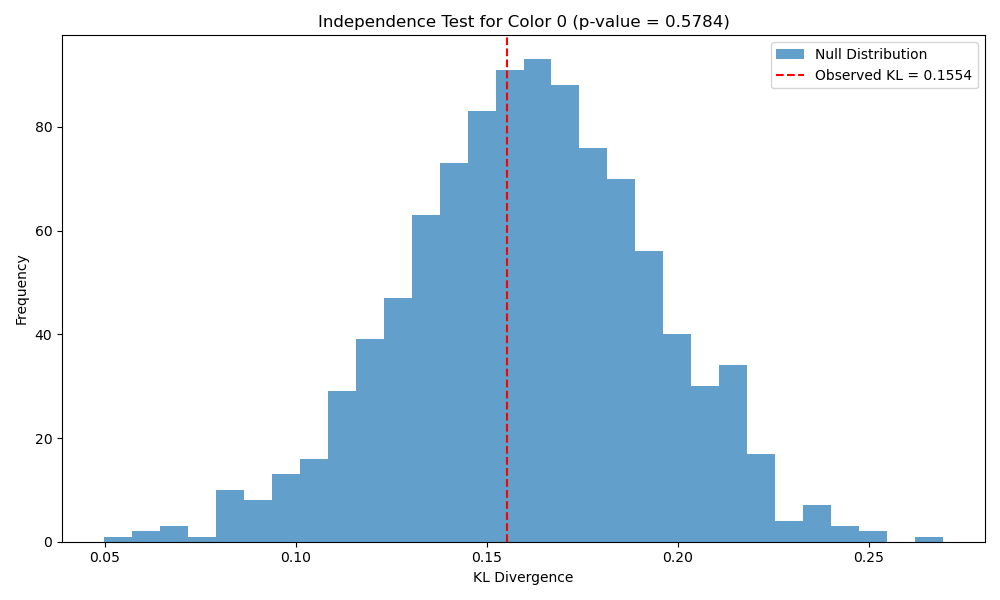 Independence Test for Color 0 (p-value = 0.5784)
Null Distribution
Observed KL = 0.1554
80
60
40
20
0
Frequency
0.05
0.10
0.15
0.20
0.25
KL Divergence